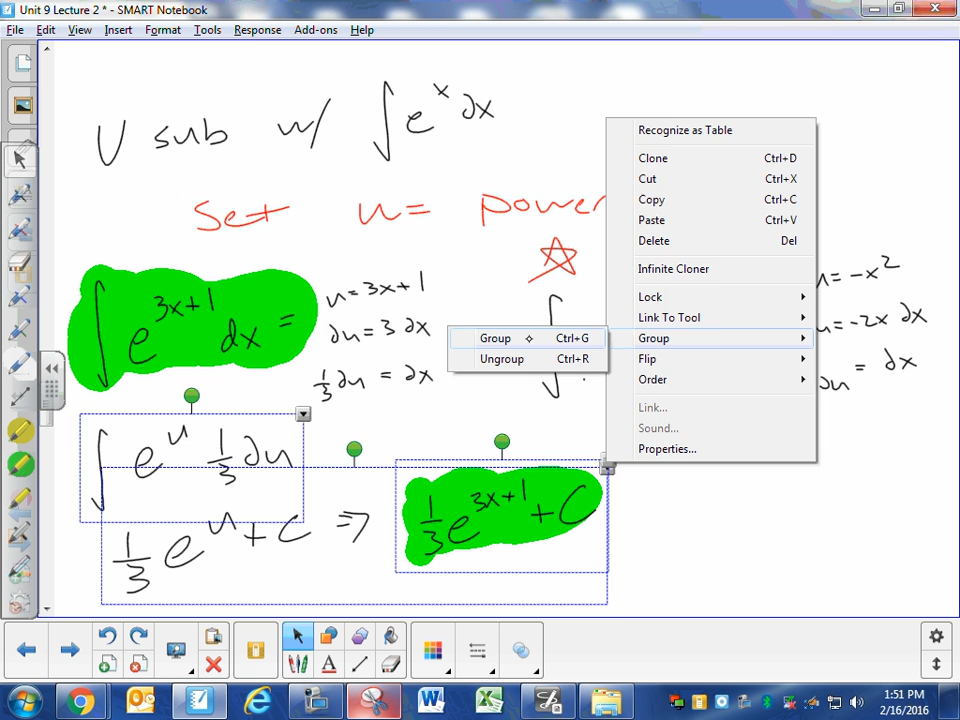 Unit 9 Lecture 2 * - SMART Notebook
File Edit View Insert Format Tools Response Add-ons Help
U sub w/ ∫ e^x dx
Set u= power
∫ e^{3x+1} dx =
u=3x+1
du=3 dx
1/3 du = dx
∫ e^u 1/3 du
1/3 e^u + C ⇒ 1/3 e^{3x+1} + C
Recognize as Table
Clone Ctrl+D
Cut Ctrl+X
Copy Ctrl+C
Paste Ctrl+V
Delete Del
Infinite Cloner
Lock
Link To Tool
Group
Flip
Order
Link...
Sound...
Properties...
Group Ctrl+G
Ungroup Ctrl+R
u= -x^2
u= -2x dx
du = dx
1:51 PM
2/16/2016